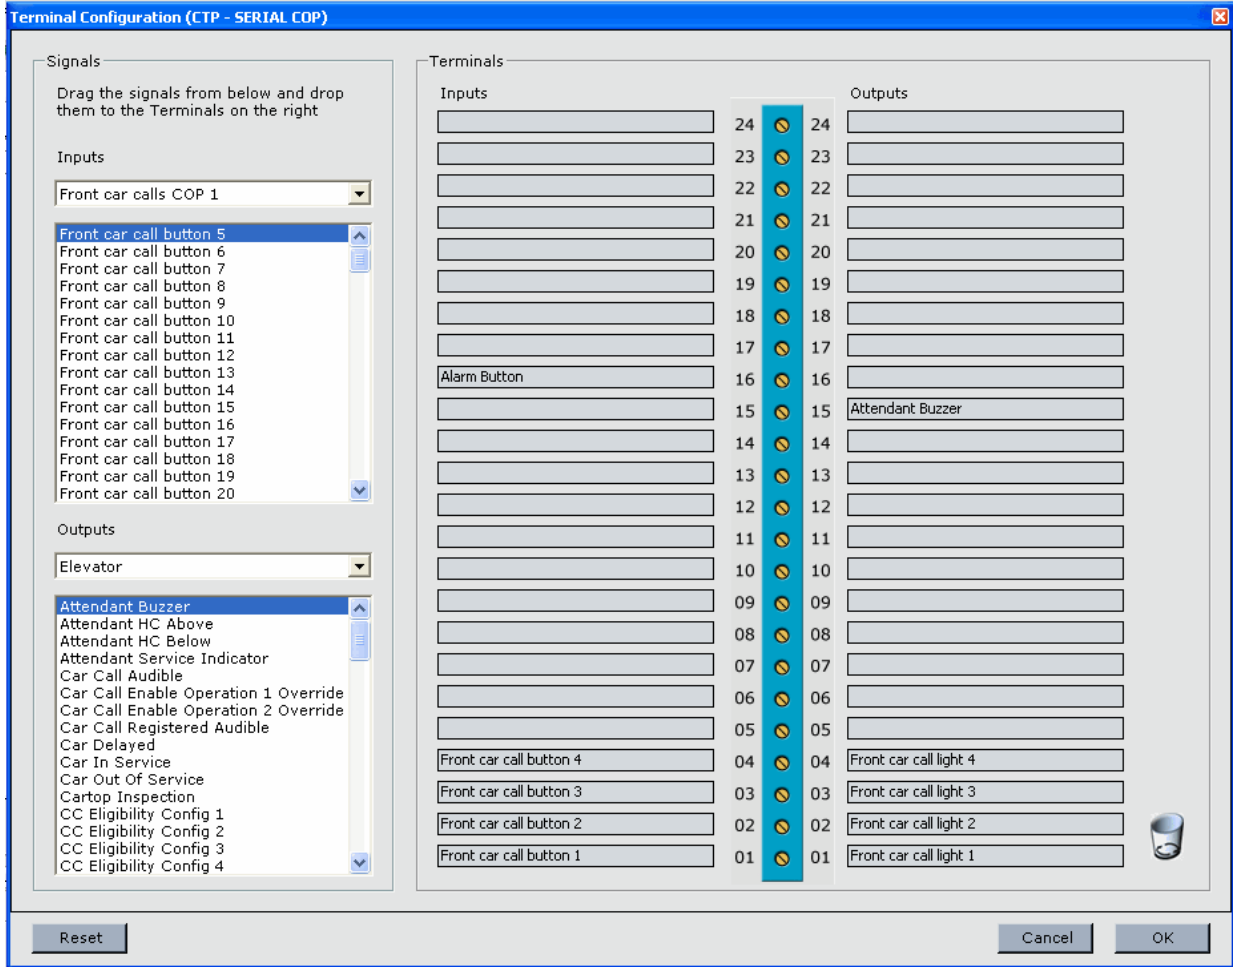 Terminal Configuration (CTP - SERIAL COP)
Signals
Drag the signals from below and drop
them to the Terminals on the right
Inputs
Front car calls COP 1
Front car call button 5
Front car call button 6
Front car call button 7
Front car call button 8
Front car call button 9
Front car call button 10
Front car call button 11
Front car call button 12
Front car call button 13
Front car call button 14
Front car call button 15
Front car call button 16
Front car call button 17
Front car call button 18
Front car call button 19
Front car call button 20
Outputs
Elevator
Attendant Buzzer
Attendant HC Above
Attendant HC Below
Attendant Service Indicator
Car Call Audible
Car Call Enable Operation 1 Override
Car Call Enable Operation 2 Override
Car Call Registered Audible
Car Delayed
Car In Service
Car Out Of Service
Cartop Inspection
CC Eligibility Config 1
CC Eligibility Config 2
CC Eligibility Config 3
CC Eligibility Config 4
Terminals
Inputs Outputs
24 24
23 23
22 22
21 21
20 20
19 19
18 18
17 17
Alarm Button 16 16
15 15 Attendant Buzzer
14 14
13 13
12 12
11 11
10 10
09 09
08 08
07 07
06 06
05 05
Front car call button 4 04 04 Front car call light 4
Front car call button 3 03 03 Front car call light 3
Front car call button 2 02 02 Front car call light 2
Front car call button 1 01 01 Front car call light 1
Reset Cancel OK